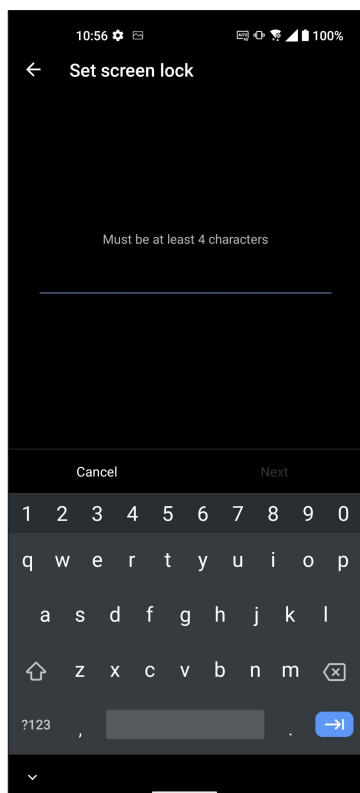 10:56 100%
Set screen lock
Must be at least 4 characters
Cancel Next
1 2 3 4 5 6 7 8 9 0
q w e r t y u i o p
a s d f g h j k l
z x c v b n m
?123 , .